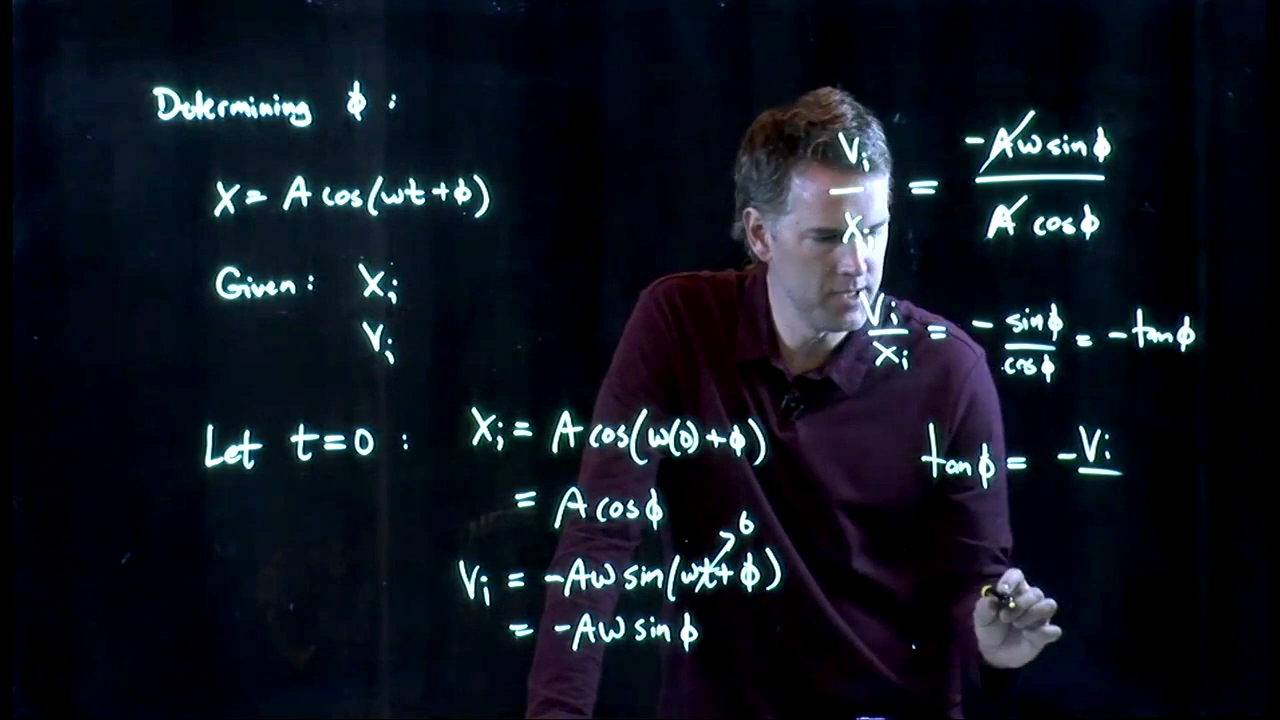 Determining ϕ :
x = A cos(ωt + ϕ)
Given : xᵢ
vᵢ
Let t = 0 : xᵢ = A cos(ω(0) + ϕ)
= A cos ϕ
vᵢ = -Aω sin(ωt + ϕ) 0
= -Aω sin ϕ
vᵢ/xᵢ = -Aω sin ϕ / A cos ϕ
vᵢ/xᵢ = - sin ϕ / cos ϕ = - tan ϕ
tan ϕ = -vᵢ